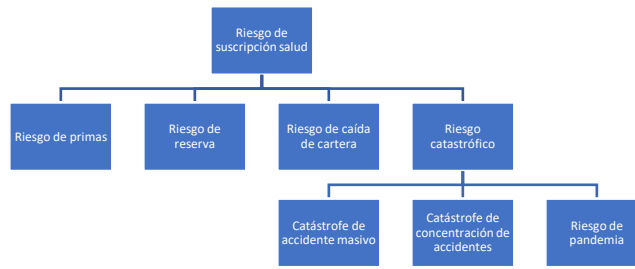 Riesgo de
suscripción salud
Riesgo de primas
Riesgo de
reserva
Riesgo de caída
de cartera
Riesgo
catastrófico
Catástrofe de
accidente masivo
Catástrofe de
concentración de
accidentes
Riesgo de
pandemia